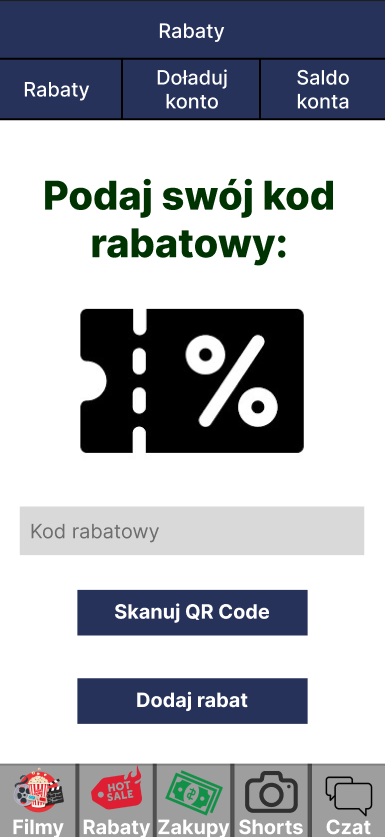 Rabaty
Rabaty
Doładuj
konto
Saldo
konta
Podaj swój kod
rabatowy:
%
Kod rabatowy
Skanuj QR Code
Dodaj rabat
HOT
SALE
Filmy
Rabaty
Zakupy
Shorts
Czat